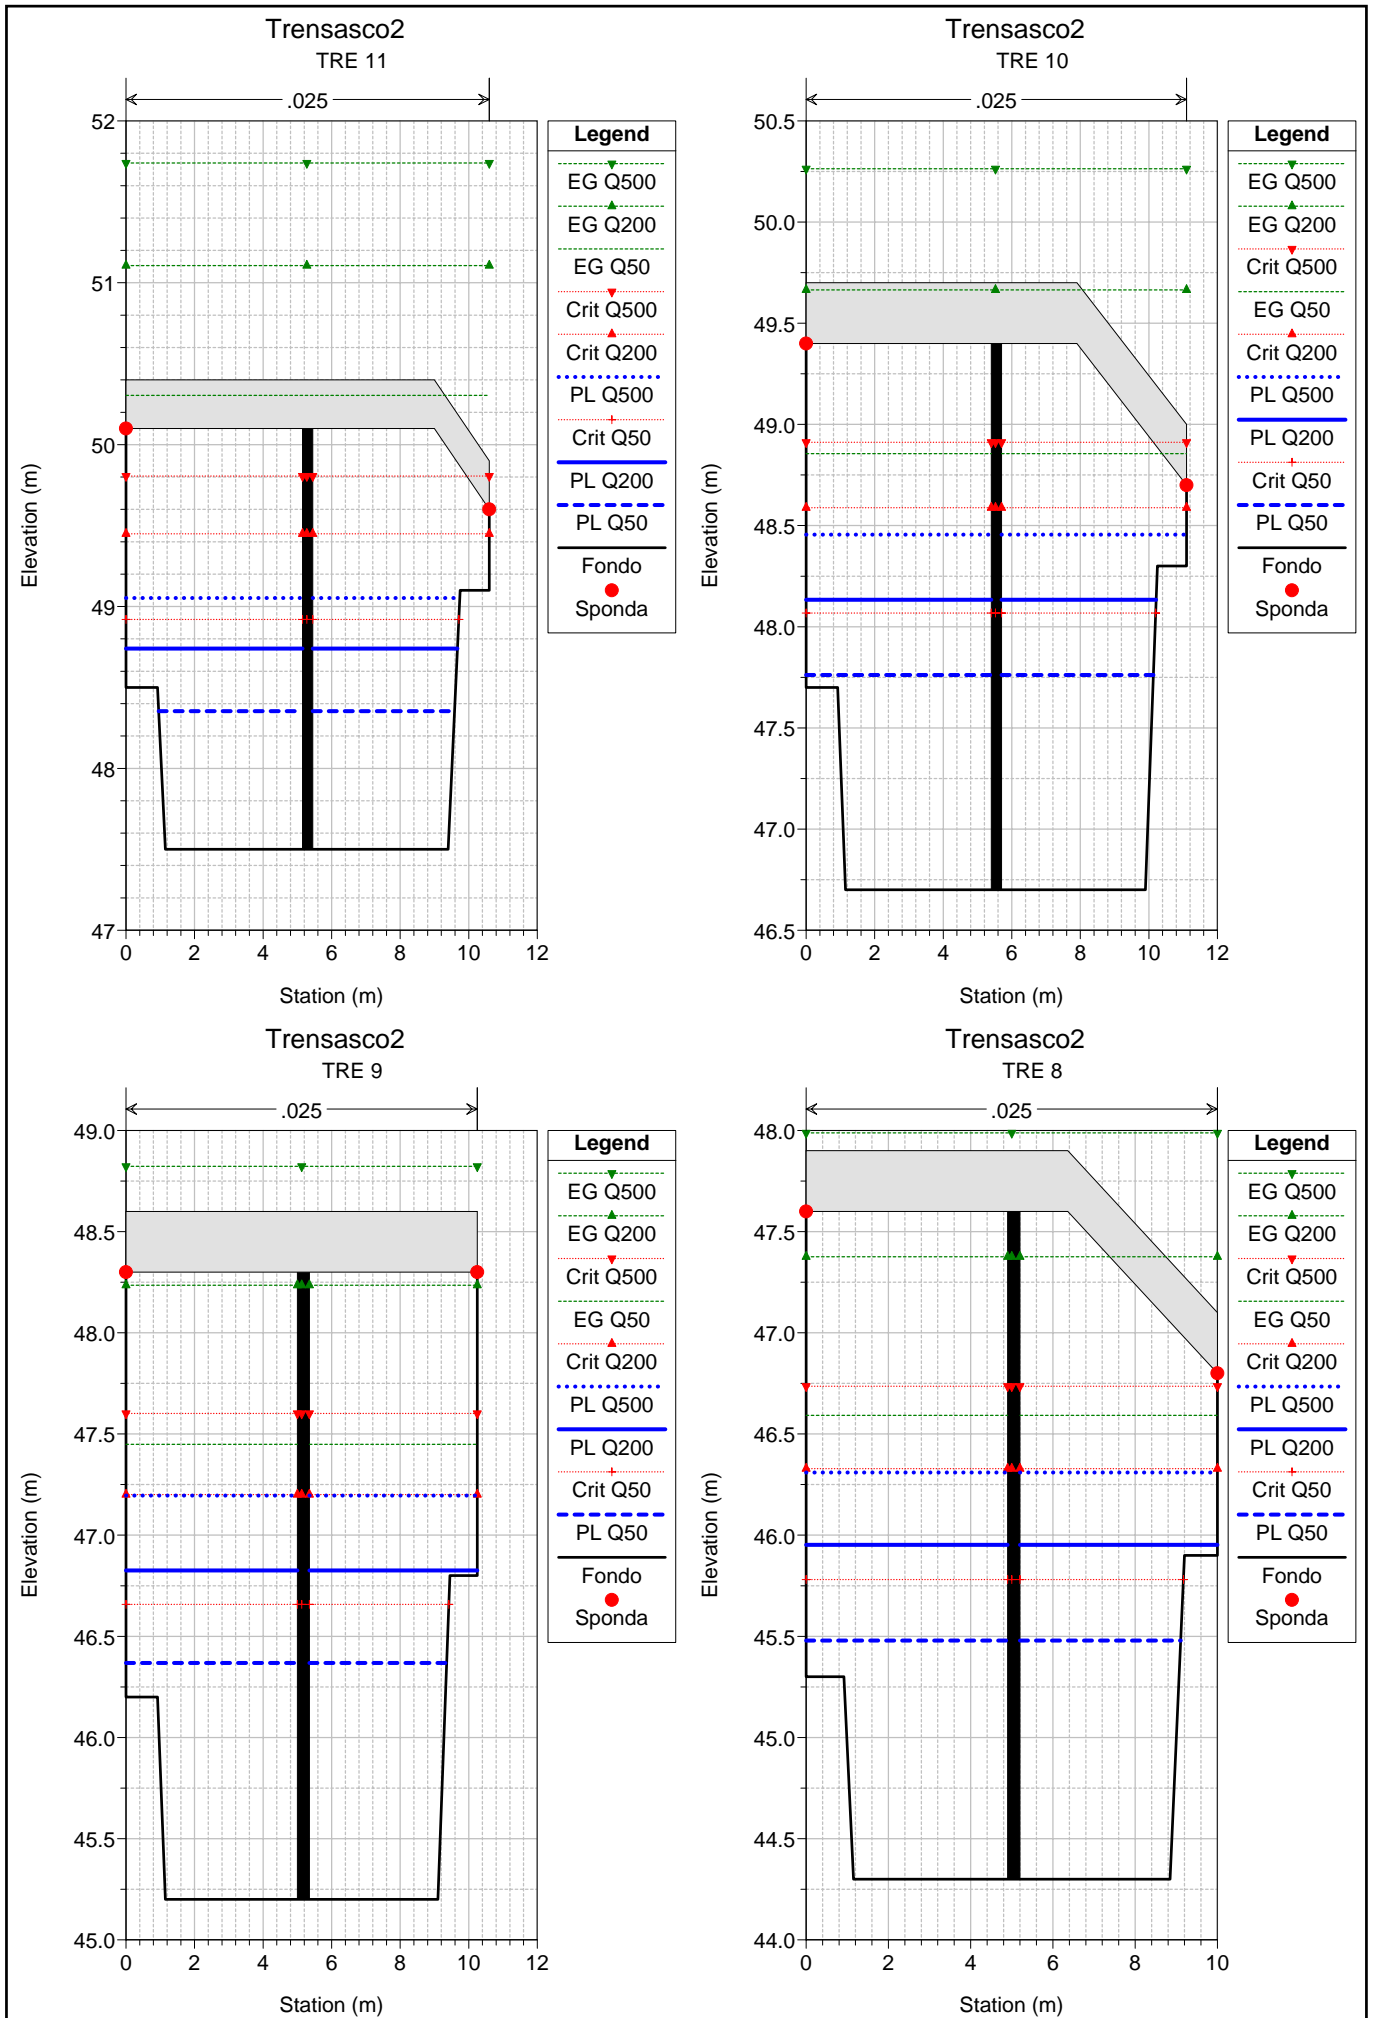 Trensasco2
TRE 11
.025
52
51
50
49
48
47
0 2 4 6 8 10 12
Elevation (m)
Station (m)
Legend
EG Q500
EG Q200
EG Q50
Crit Q500
Crit Q200
PL Q500
Crit Q50
PL Q200
PL Q50
Fondo
Sponda
Trensasco2
TRE 10
.025
50.5
50.0
49.5
49.0
48.5
48.0
47.5
47.0
46.5
0 2 4 6 8 10 12
Elevation (m)
Station (m)
Legend
EG Q500
EG Q200
Crit Q500
EG Q50
Crit Q200
PL Q500
PL Q200
Crit Q50
PL Q50
Fondo
Sponda
Trensasco2
TRE 9
.025
49.0
48.5
48.0
47.5
47.0
46.5
46.0
45.5
45.0
0 2 4 6 8 10 12
Elevation (m)
Station (m)
Legend
EG Q500
EG Q200
Crit Q500
EG Q50
Crit Q200
PL Q500
PL Q200
Crit Q50
PL Q50
Fondo
Sponda
Trensasco2
TRE 8
.025
48.0
47.5
47.0
46.5
46.0
45.5
45.0
44.5
44.0
0 2 4 6 8 10
Elevation (m)
Station (m)
Legend
EG Q500
EG Q200
Crit Q500
EG Q50
Crit Q200
PL Q500
PL Q200
Crit Q50
PL Q50
Fondo
Sponda